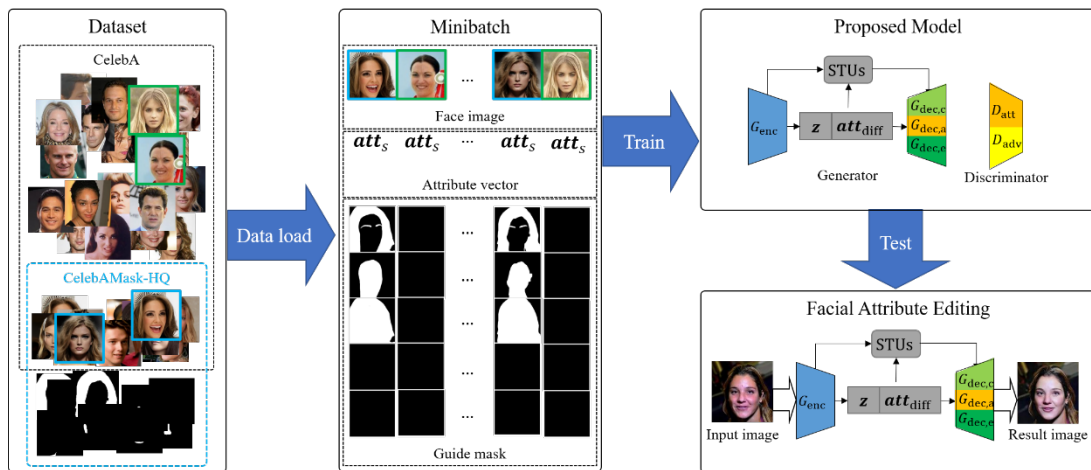 Dataset
CelebA
CelebAMask-HQ
Data load
Minibatch
...
Face image
att_S att_S ... att_S att_S
Attribute vector
...
...
...
...
...
Guide mask
Train
Proposed Model
STUs
G_enc
z att_diff
G_dec,c
G_dec,a
G_dec,e
D_att
D_adv
Generator
Discriminator
Test
Facial Attribute Editing
STUs
G_enc
z att_diff
G_dec,c
G_dec,a
G_dec,e
Input image
Result image